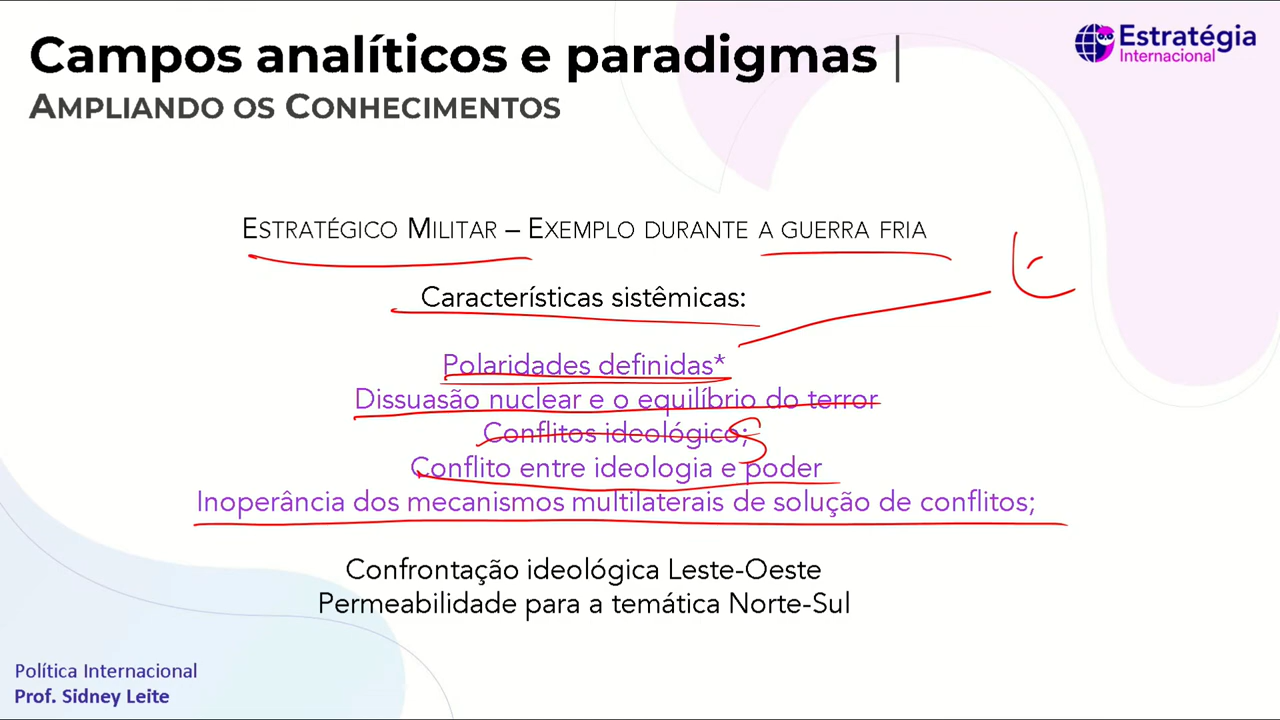 Campos analíticos e paradigmas |
AMPLIANDO OS CONHECIMENTOS
Estratégia
Internacional
ESTRATÉGICO MILITAR – EXEMPLO DURANTE A GUERRA FRIA
Características sistêmicas:
Polaridades definidas*
Dissuasão nuclear e o equilíbrio do terror
Conflitos ideológico;
Conflito entre ideologia e poder
Inoperância dos mecanismos multilaterais de solução de conflitos;
Confrontação ideológica Leste-Oeste
Permeabilidade para a temática Norte-Sul
Política Internacional
Prof. Sidney Leite